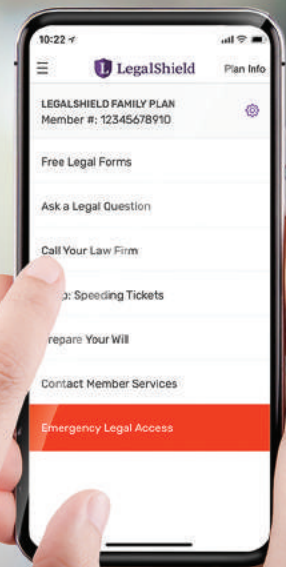 10:22
LegalShield
Plan Info
LEGALSHIELD FAMILY PLAN
Member #: 12345678910
Free Legal Forms
Ask a Legal Question
Call Your Law Firm
: Speeding Tickets
repare Your Will
Contact Member Services
Emergency Legal Access